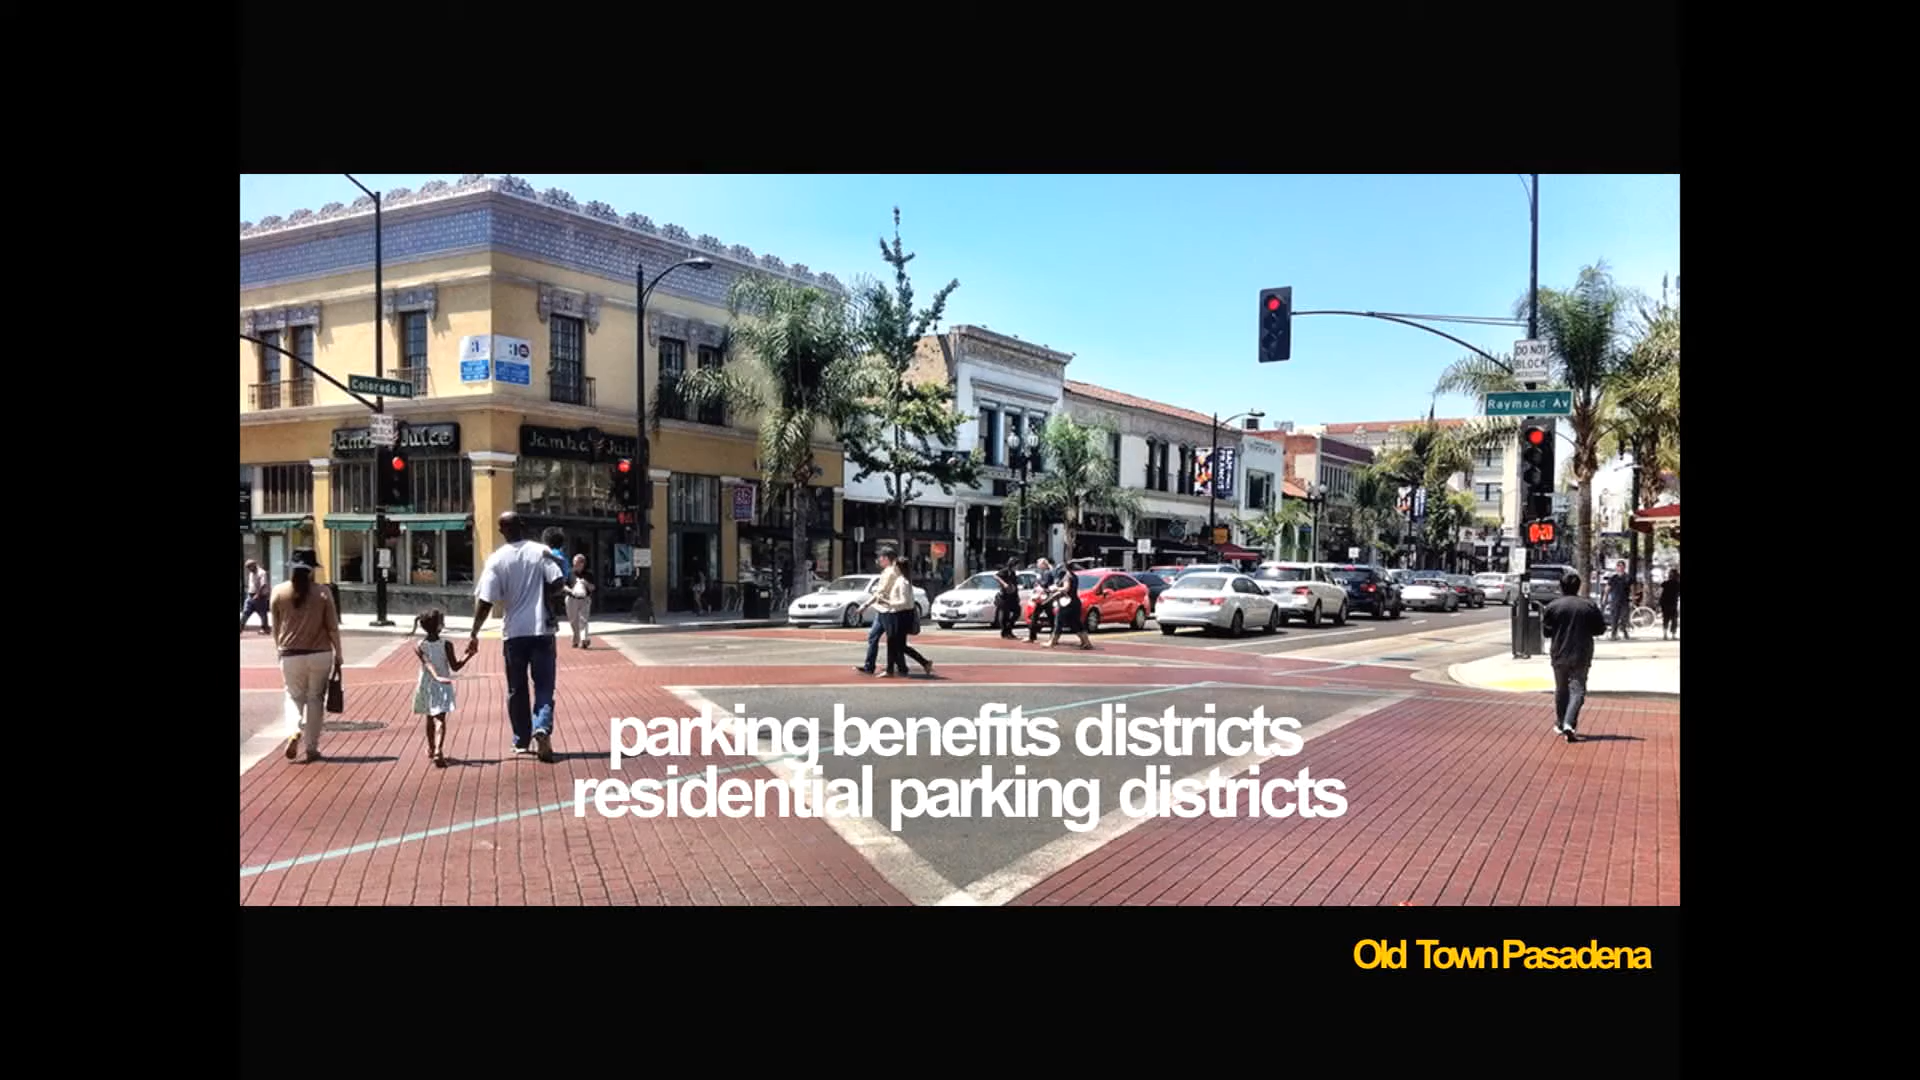 Colorado Bl
Jamba Juice
Jamba Juice
DO NOT
BLOCK
Raymond Av
parking benefits districts
residential parking districts
Old Town Pasadena